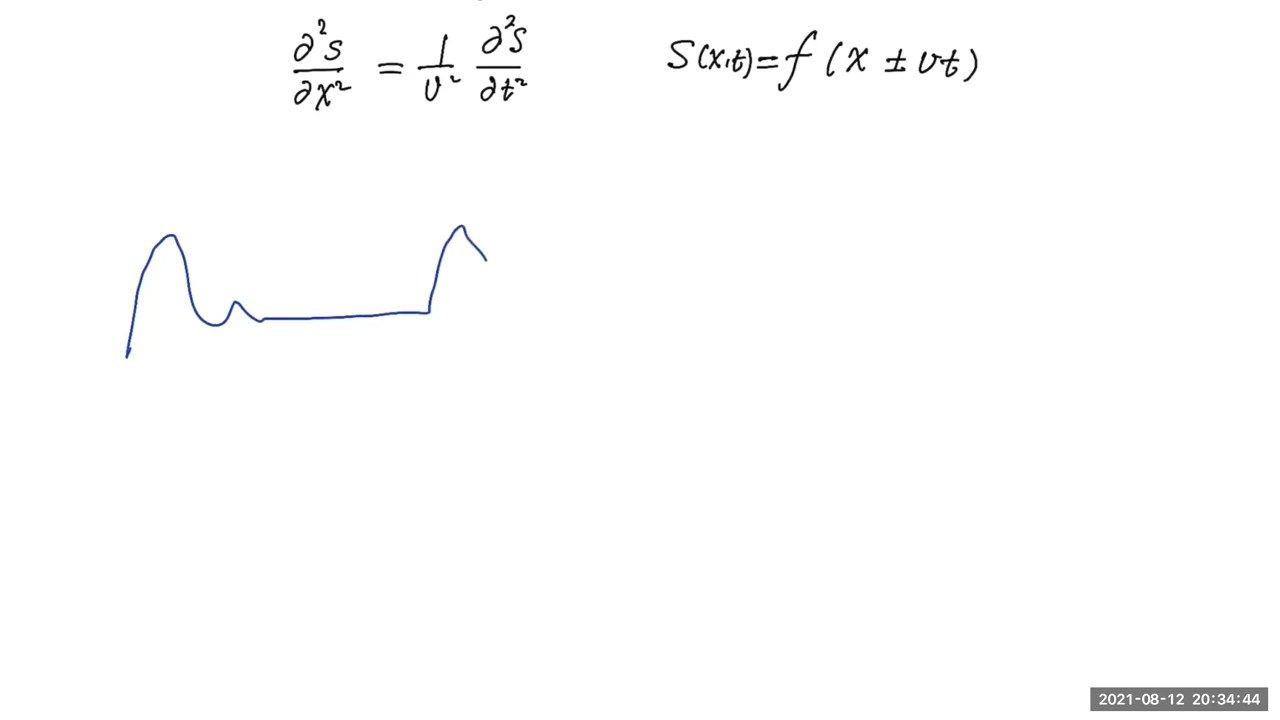 ∂²S/∂x² = 1/v² ∂²S/∂t²
S(x,t) = f(x ± vt)
2021-08-12 20:34:44